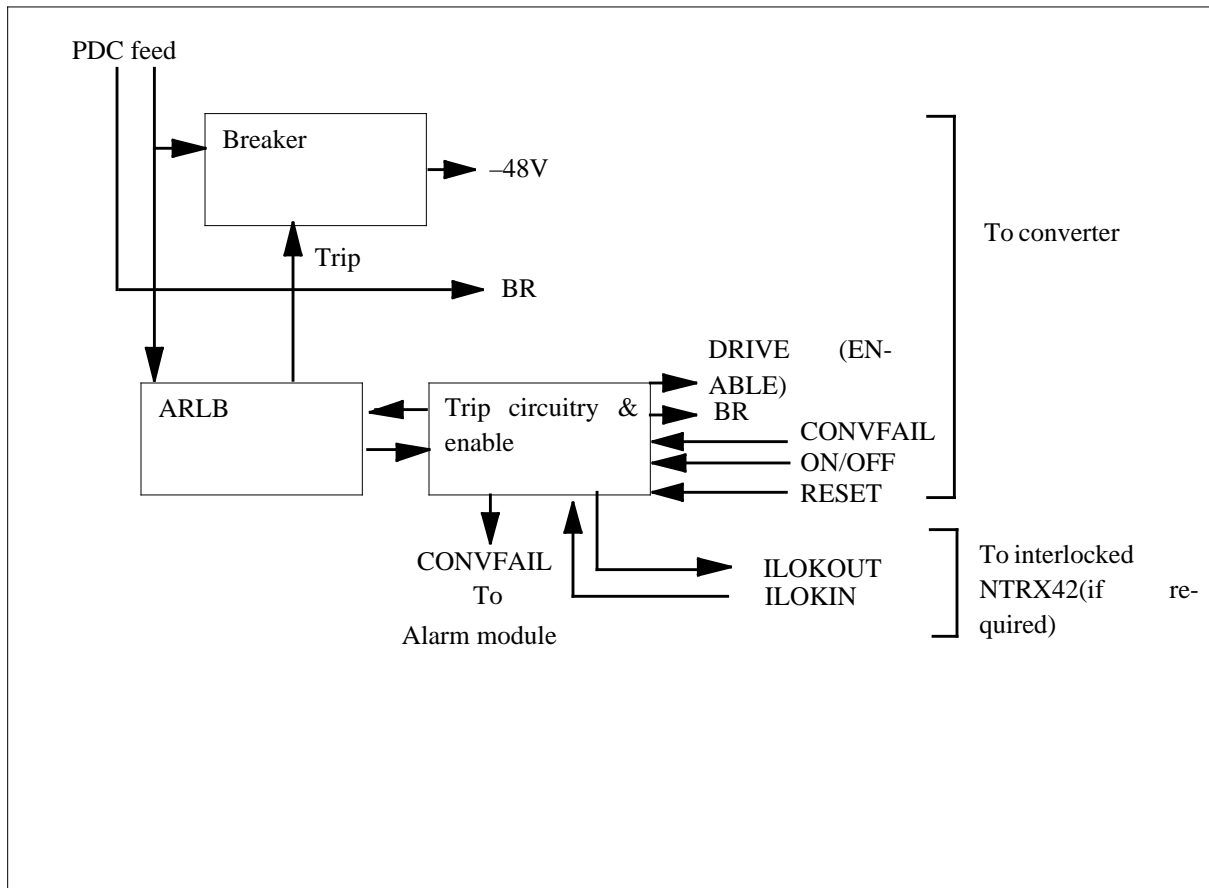 PDC feed
Breaker
–48V
To converter
Trip
BR
DRIVE (EN-
ABLE)
ARLB
Trip circuitry &
enable
BR
CONVFAIL
ON/OFF
RESET
CONVFAIL
To
Alarm module
ILOKOUT
ILOKIN
To interlocked
NTRX42(if re-
quired)